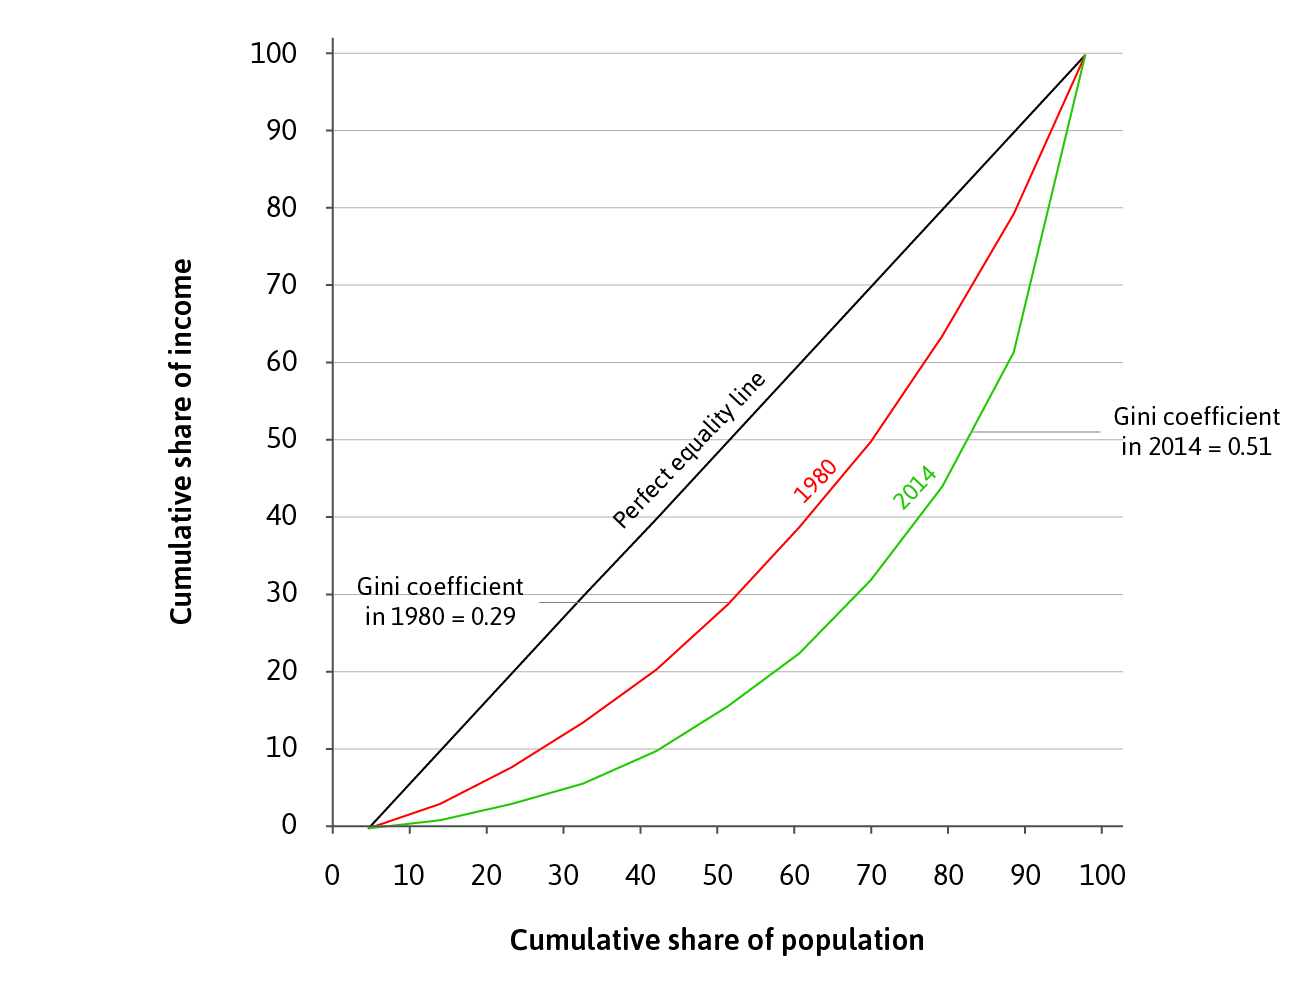 100
90
80
70
60
50
40
30
20
10
0
Cumulative share of income
Perfect equality line
1980
2014
Gini coefficient
in 2014 = 0.51
Gini coefficient
in 1980 = 0.29
0 10 20 30 40 50 60 70 80 90 100
Cumulative share of population